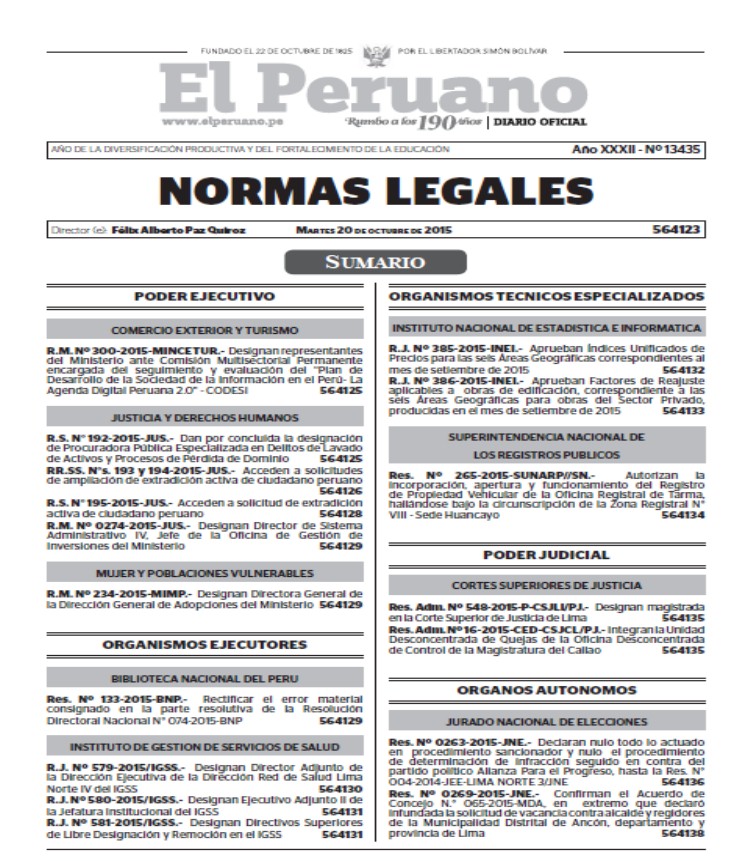 FUNDADO EL 22 DE OCTUBRE DE 1825 POR EL LIBERTADOR SIMÓN BOLÍVAR
El Peruano
www.elperuano.pe Rumbo a los 190 años | DIARIO OFICIAL
AÑO DE LA DIVERSIFICACIÓN PRODUCTIVA Y DEL FORTALECIMIENTO DE LA EDUCACIÓN Año XXXII - Nº 13435
NORMAS LEGALES
Director (e): Félix Alberto Paz Quiroz MARTES 20 DE OCTUBRE DE 2015 564123
SUMARIO
PODER EJECUTIVO
COMERCIO EXTERIOR Y TURISMO
R.M. Nº 300-2015-MINCETUR.- Designan representantes
del Ministerio ante Comisión Multisectorial Permanente
encargada del seguimiento y evaluación del "Plan de
Desarrollo de la Sociedad de la Información en el Perú- La
Agenda Digital Peruana 2.0" - CODESI 564125
JUSTICIA Y DERECHOS HUMANOS
R.S. Nº 192-2015-JUS.- Dan por concluida la designación
de Procuradora Pública Especializada en Delitos de Lavado
de Activos y Procesos de Pérdida de Dominio 564125
RR.SS. Nºs. 193 y 194-2015-JUS.- Acceden a solicitudes
de ampliación de extradición activa de ciudadano peruano
564126
R.S. Nº 195-2015-JUS.- Acceden a solicitud de extradición
activa de ciudadano peruano 564128
R.M. Nº 0274-2015-JUS.- Designan Director de Sistema
Administrativo IV, Jefe de la Oficina de Gestión de
Inversiones del Ministerio 564129
MUJER Y POBLACIONES VULNERABLES
R.M. Nº 234-2015-MIMP.- Designan Directora General de
la Dirección General de Adopciones del Ministerio 564129
ORGANISMOS EJECUTORES
BIBLIOTECA NACIONAL DEL PERU
Res. Nº 133-2015-BNP.- Rectificar el error material
consignado en la parte resolutiva de la Resolución
Directoral Nacional N° 074-2015-BNP 564129
INSTITUTO DE GESTION DE SERVICIOS DE SALUD
R.J. Nº 579-2015/IGSS.- Designan Director Adjunto de
la Dirección Ejecutiva de la Dirección Red de Salud Lima
Norte IV del IGSS 564130
R.J. Nº 580-2015/IGSS.- Designan Ejecutivo Adjunto II de
la Jefatura Institucional del IGSS 564131
R.J. Nº 581-2015/IGSS.- Designan Directivos Superiores
de Libre Designación y Remoción en el IGSS 564131
ORGANISMOS TECNICOS ESPECIALIZADOS
INSTITUTO NACIONAL DE ESTADISTICA E INFORMATICA
R.J. Nº 385-2015-INEI.- Aprueban Índices Unificados de
Precios para las seis Áreas Geográficas correspondientes al
mes de setiembre de 2015 564132
R.J. Nº 386-2015-INEI.- Aprueban Factores de Reajuste
aplicables a obras de edificación, correspondiente a las
seis Áreas Geográficas para obras del Sector Privado,
producidas en el mes de setiembre de 2015 564133
SUPERINTENDENCIA NACIONAL DE
LOS REGISTROS PUBLICOS
Res. Nº 265-2015-SUNARP/SN.- Autorizan la
incorporación, apertura y funcionamiento del Registro
de Propiedad Vehicular de la Oficina Registral de Tarma,
hallándose bajo la circunscripción de la Zona Registral N°
VIII - Sede Huancayo 564134
PODER JUDICIAL
CORTES SUPERIORES DE JUSTICIA
Res. Adm. Nº 548-2015-P-CSJLI/PJ.- Designan magistrada
en la Corte Superior de Justicia de Lima 564135
Res. Adm. Nº 16-2015-CED-CSJCL/PJ.- Integran la Unidad
Desconcentrada de Quejas de la Oficina Desconcentrada
de Control de la Magistratura del Callao 564135
ORGANOS AUTONOMOS
JURADO NACIONAL DE ELECCIONES
Res. Nº 0263-2015-JNE.- Declaran nulo todo lo actuado
en procedimiento sancionador y nulo el procedimiento
de determinación de infracción seguido en contra del
partido político Alianza Para el Progreso, hasta la Res. N°
004-2014-JEE-LIMA NORTE 3/JNE 564136
Res. Nº 0269-2015-JNE.- Confirman el Acuerdo de
Concejo N.° 065-2015-MDA, en extremo que declaró
infundada la solicitud de vacancia contra alcalde y regidores
de la Municipalidad Distrital de Ancón, departamento y
provincia de Lima 564138